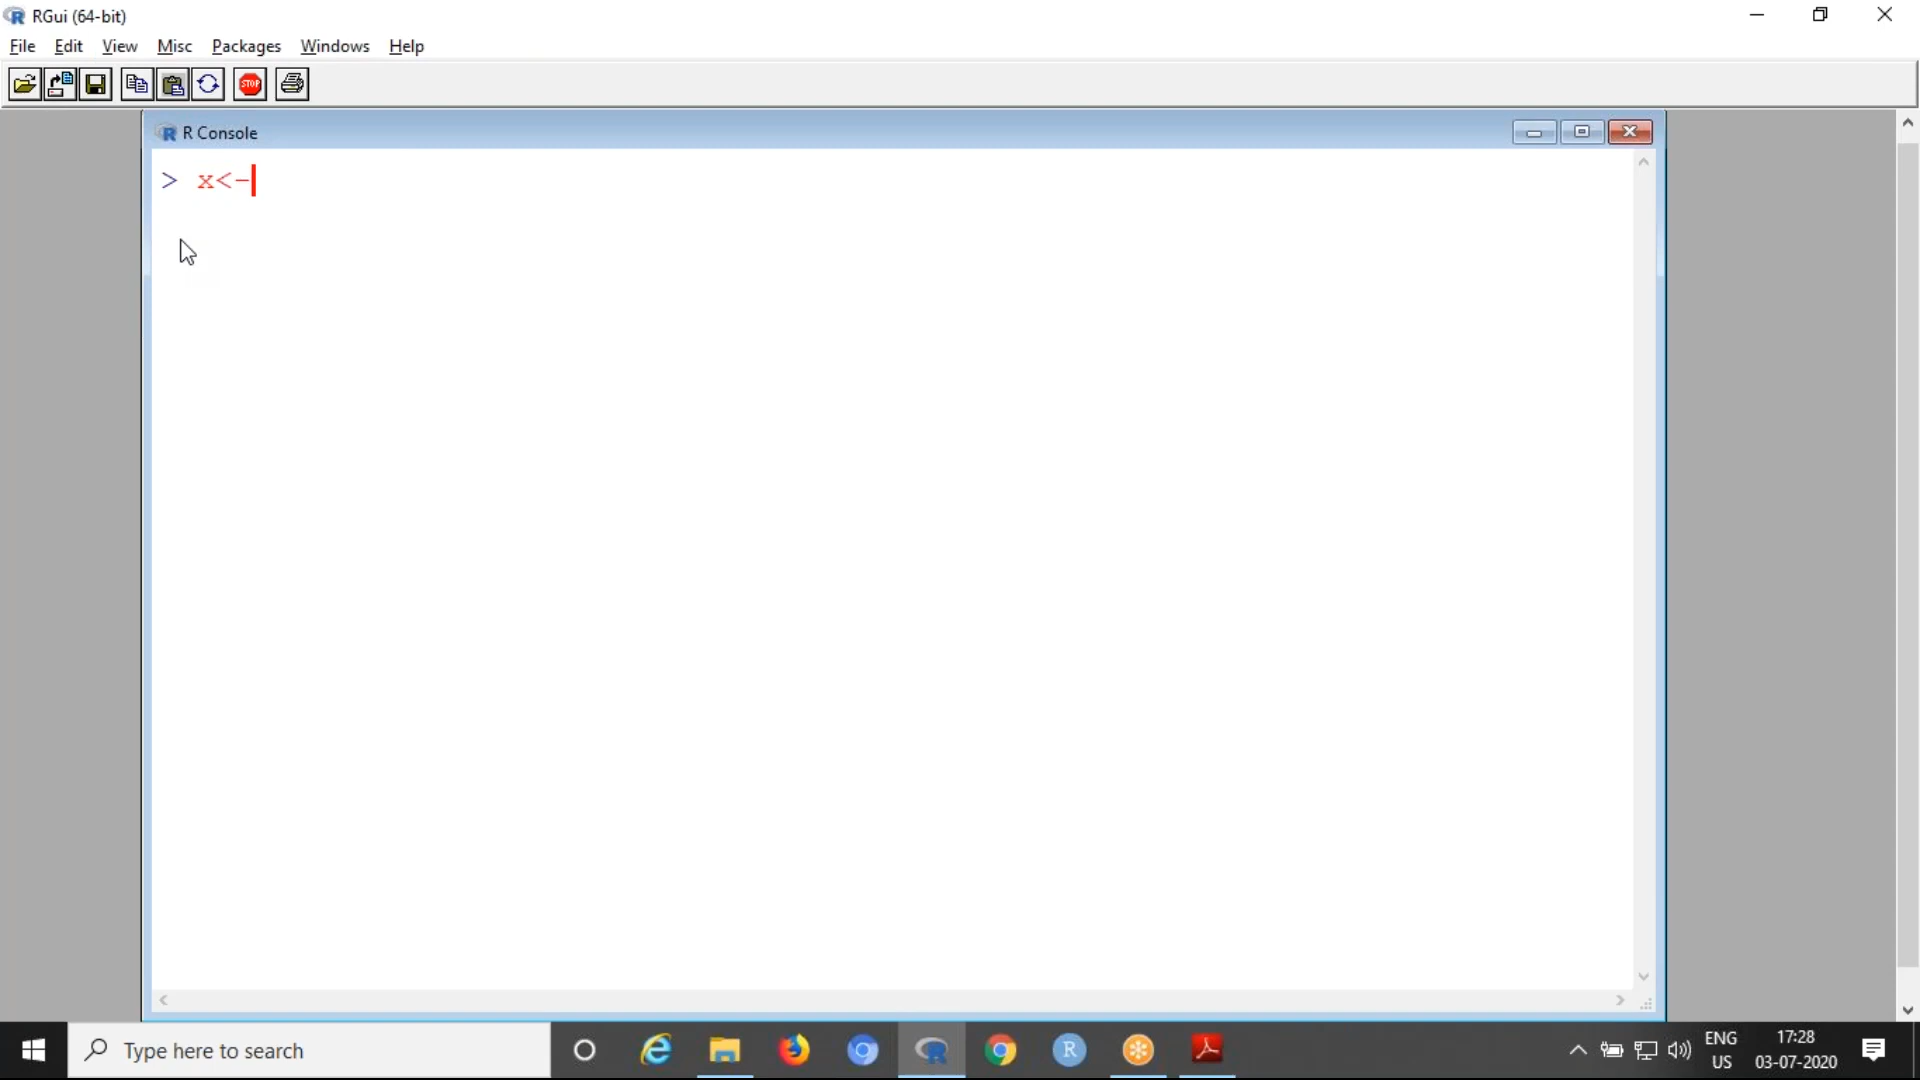 RGui (64-bit)
File Edit View Misc Packages Windows Help
STOP
R Console
> x<-
Type here to search
ENG
US
17:28
03-07-2020